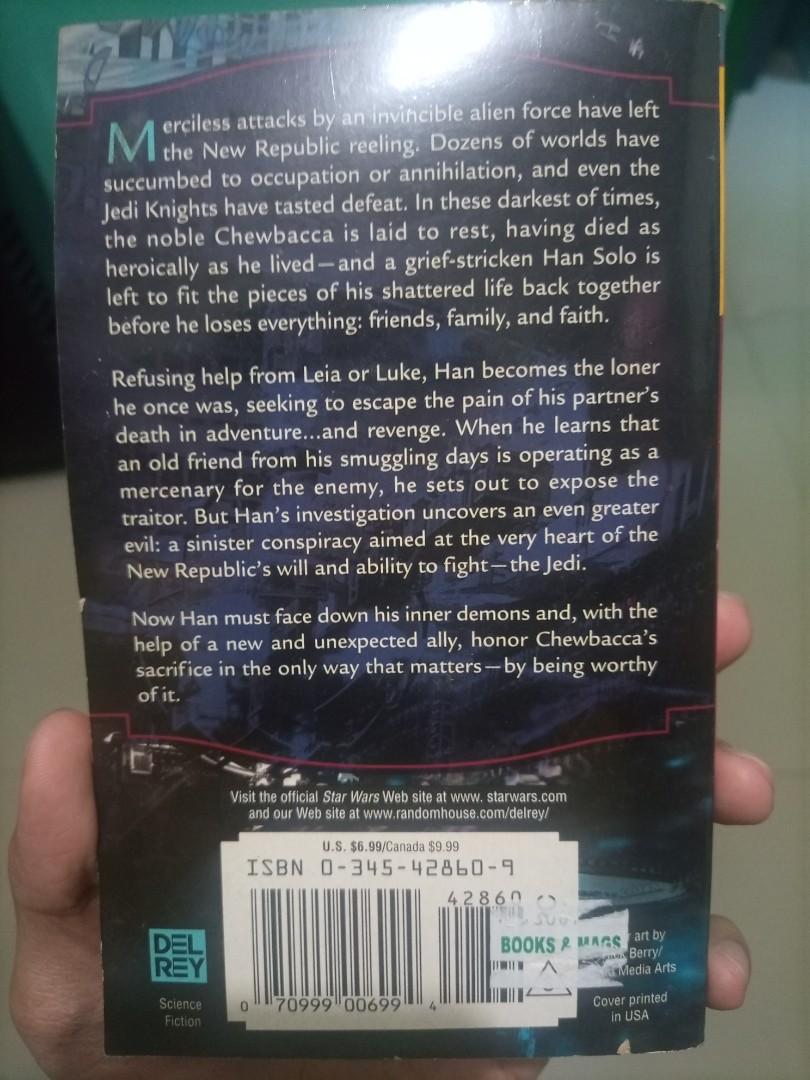 Merciless attacks by an invincible alien force have left
the New Republic reeling. Dozens of worlds have
succumbed to occupation or annihilation, and even the
Jedi Knights have tasted defeat. In these darkest of times,
the noble Chewbacca is laid to rest, having died as
heroically as he lived—and a grief-stricken Han Solo is
left to fit the pieces of his shattered life back together
before he loses everything: friends, family, and faith.
Refusing help from Leia or Luke, Han becomes the loner
he once was, seeking to escape the pain of his partner's
death in adventure...and revenge. When he learns that
an old friend from his smuggling days is operating as a
mercenary for the enemy, he sets out to expose the
traitor. But Han's investigation uncovers an even greater
evil: a sinister conspiracy aimed at the very heart of the
New Republic's will and ability to fight—the Jedi.
Now Han must face down his inner demons and, with the
help of a new and unexpected ally, honor Chewbacca's
sacrifice in the only way that matters—by being worthy
of it.
Visit the official Star Wars Web site at www. starwars.com
and our Web site at www.randomhouse.com/delrey/
U.S. $6.99/Canada $9.99
ISBN 0-345-42860-9
42860
0 70999 00699 4
BOOKS & MAGS
DEL
REY
Science
Fiction
art by
Berry/
Media Arts
Cover printed
in USA